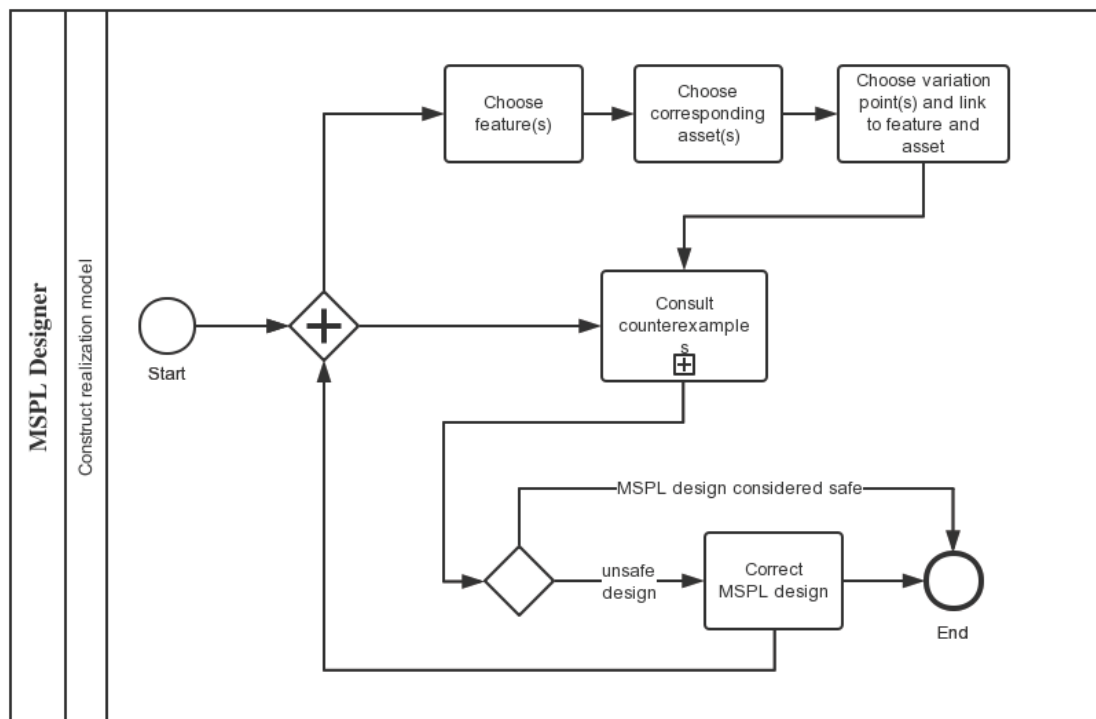 MSPL Designer
Construct realization model
Choose
feature(s)
Choose
corresponding
asset(s)
Choose variation
point(s) and link
to feature and
asset
Start
Consult
counterexample
s
MSPL design considered safe
unsafe
design
Correct
MSPL design
End